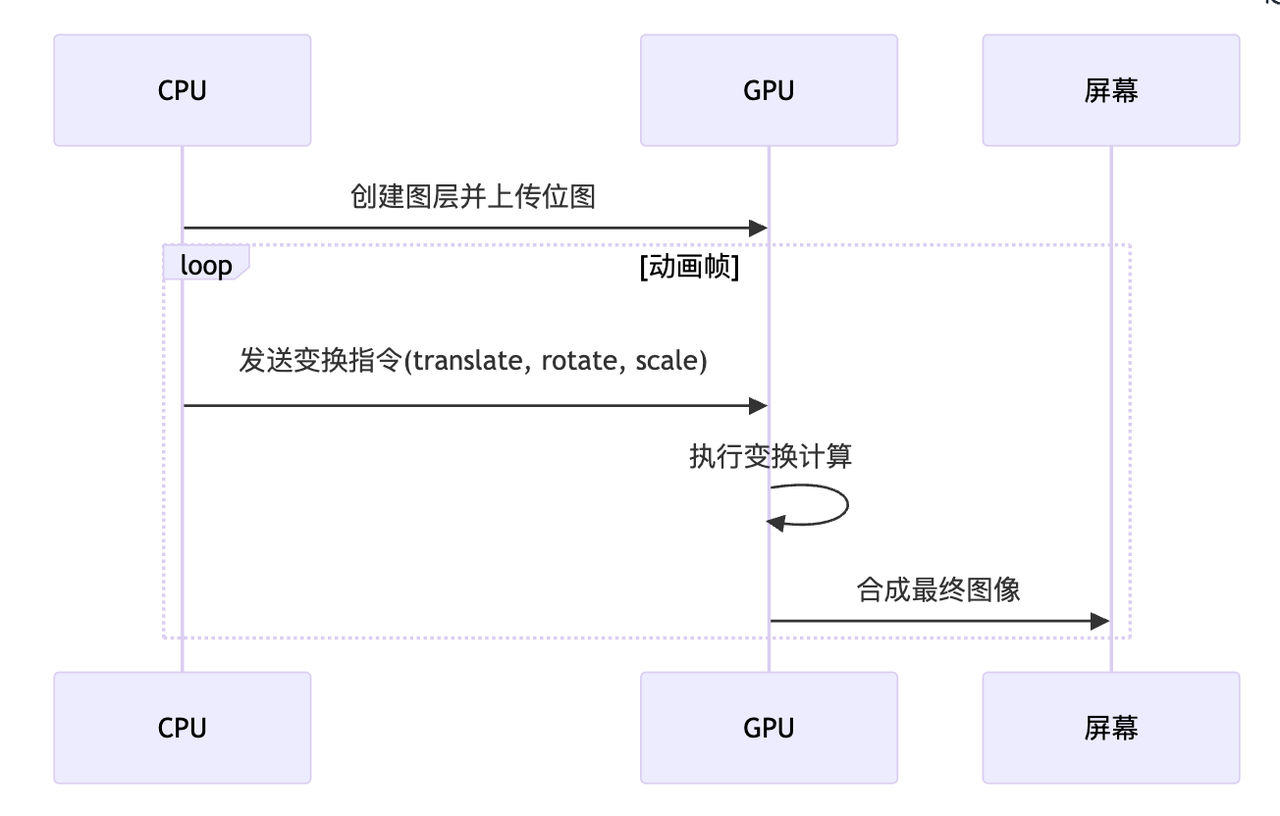 CPU
GPU
屏幕
创建图层并上传位图
loop
[动画帧]
发送变换指令(translate, rotate, scale)
执行变换计算
合成最终图像
CPU
GPU
屏幕